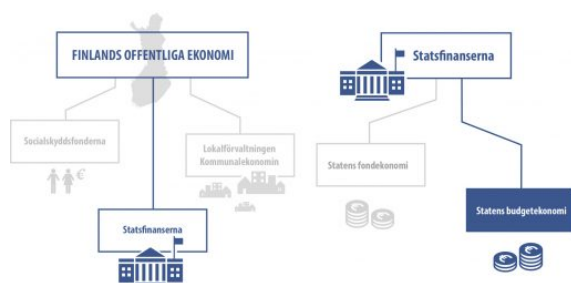 FINLANDS OFFENTLIGA EKONOMI
Socialskyddsfonderna
€
Lokalförvaltningen
Kommunalekonomin
Statsfinanserna
Statsfinanserna
Statens fondekonomi
Statens budgetekonomi